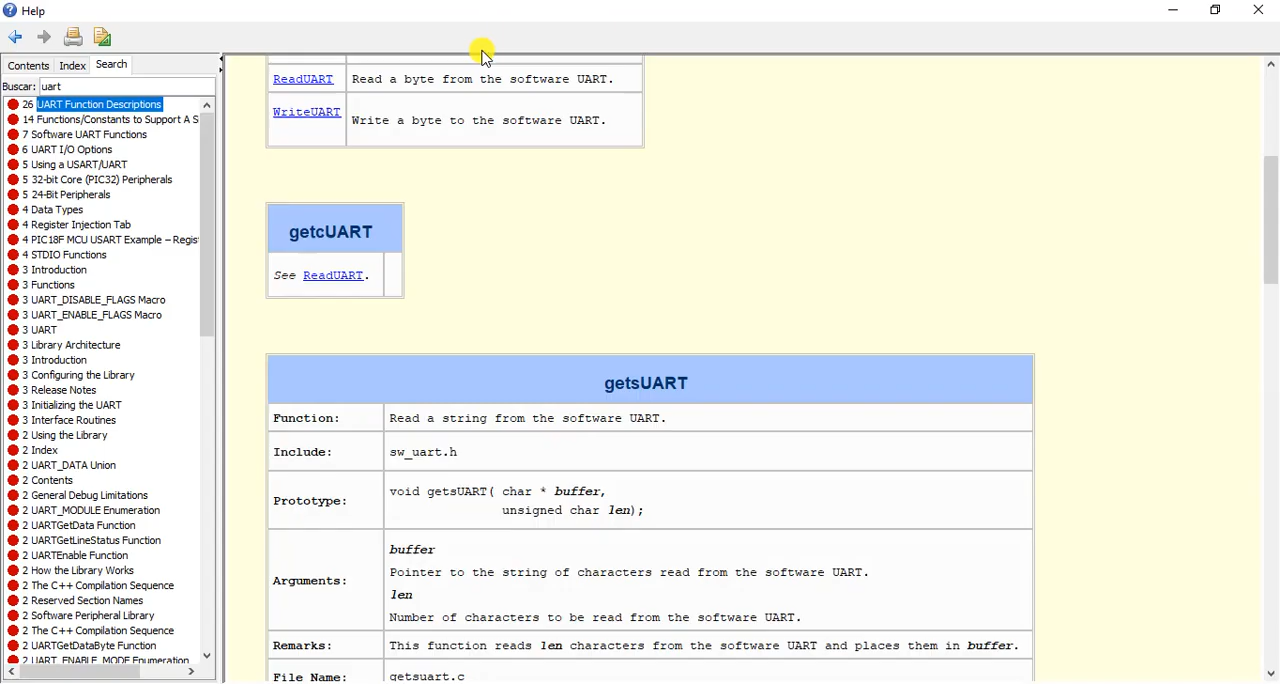 Help
Contents Index Search
Buscar: uart
26 UART Function Descriptions
14 Functions/Constants to Support A S
7 Software UART Functions
6 UART I/O Options
5 Using a USART/UART
5 32-bit Core (PIC32) Peripherals
5 24-Bit Peripherals
4 Data Types
4 Register Injection Tab
4 PIC18F MCU USART Example – Regis
4 STDIO Functions
3 Introduction
3 Functions
3 UART_DISABLE_FLAGS Macro
3 UART_ENABLE_FLAGS Macro
3 UART
3 Library Architecture
3 Introduction
3 Configuring the Library
3 Release Notes
3 Initializing the UART
3 Interface Routines
2 Using the Library
2 Index
2 UART_DATA Union
2 Contents
2 General Debug Limitations
2 UART_MODULE Enumeration
2 UARTGetData Function
2 UARTGetLineStatus Function
2 UARTEnable Function
2 How the Library Works
2 The C++ Compilation Sequence
2 Reserved Section Names
2 Software Peripheral Library
2 The C++ Compilation Sequence
2 UARTGetDataByte Function
2 UART_ENABLE_MODE Enumeration
ReadUART Read a byte from the software UART.
WriteUART Write a byte to the software UART.
getcUART
See ReadUART.
getsUART
Function: Read a string from the software UART.
Include: sw_uart.h
Prototype: void getsUART( char * buffer,
unsigned char len);
Arguments: buffer
Pointer to the string of characters read from the software UART.
len
Number of characters to be read from the software UART.
Remarks: This function reads len characters from the software UART and places them in buffer.
File Name: getsuart.c